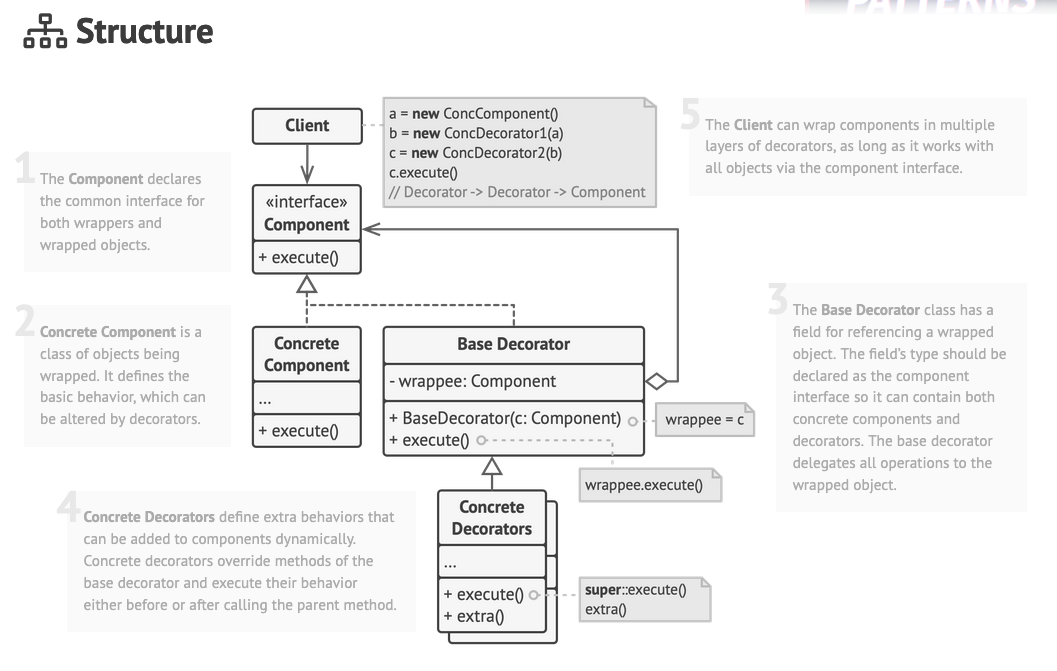 PATTERNS
Structure
Client
a = new ConcComponent()
b = new ConcDecorator1(a)
c = new ConcDecorator2(b)
c.execute()
// Decorator -> Decorator -> Component
5
The Client can wrap components in multiple
layers of decorators, as long as it works with
all objects via the component interface.
1
The Component declares
the common interface for
both wrappers and
wrapped objects.
«interface»
Component
+ execute()
2
Concrete Component is a
class of objects being
wrapped. It defines the
basic behavior, which can
be altered by decorators.
Concrete
Component
...
+ execute()
Base Decorator
- wrappee: Component
+ BaseDecorator(c: Component)
+ execute()
wrappee = c
wrappee.execute()
3
The Base Decorator class has a
field for referencing a wrapped
object. The field's type should be
declared as the component
interface so it can contain both
concrete components and
decorators. The base decorator
delegates all operations to the
wrapped object.
4
Concrete Decorators define extra behaviors that
can be added to components dynamically.
Concrete decorators override methods of the
base decorator and execute their behavior
either before or after calling the parent method.
Concrete
Decorators
...
+ execute()
+ extra()
super::execute()
extra()